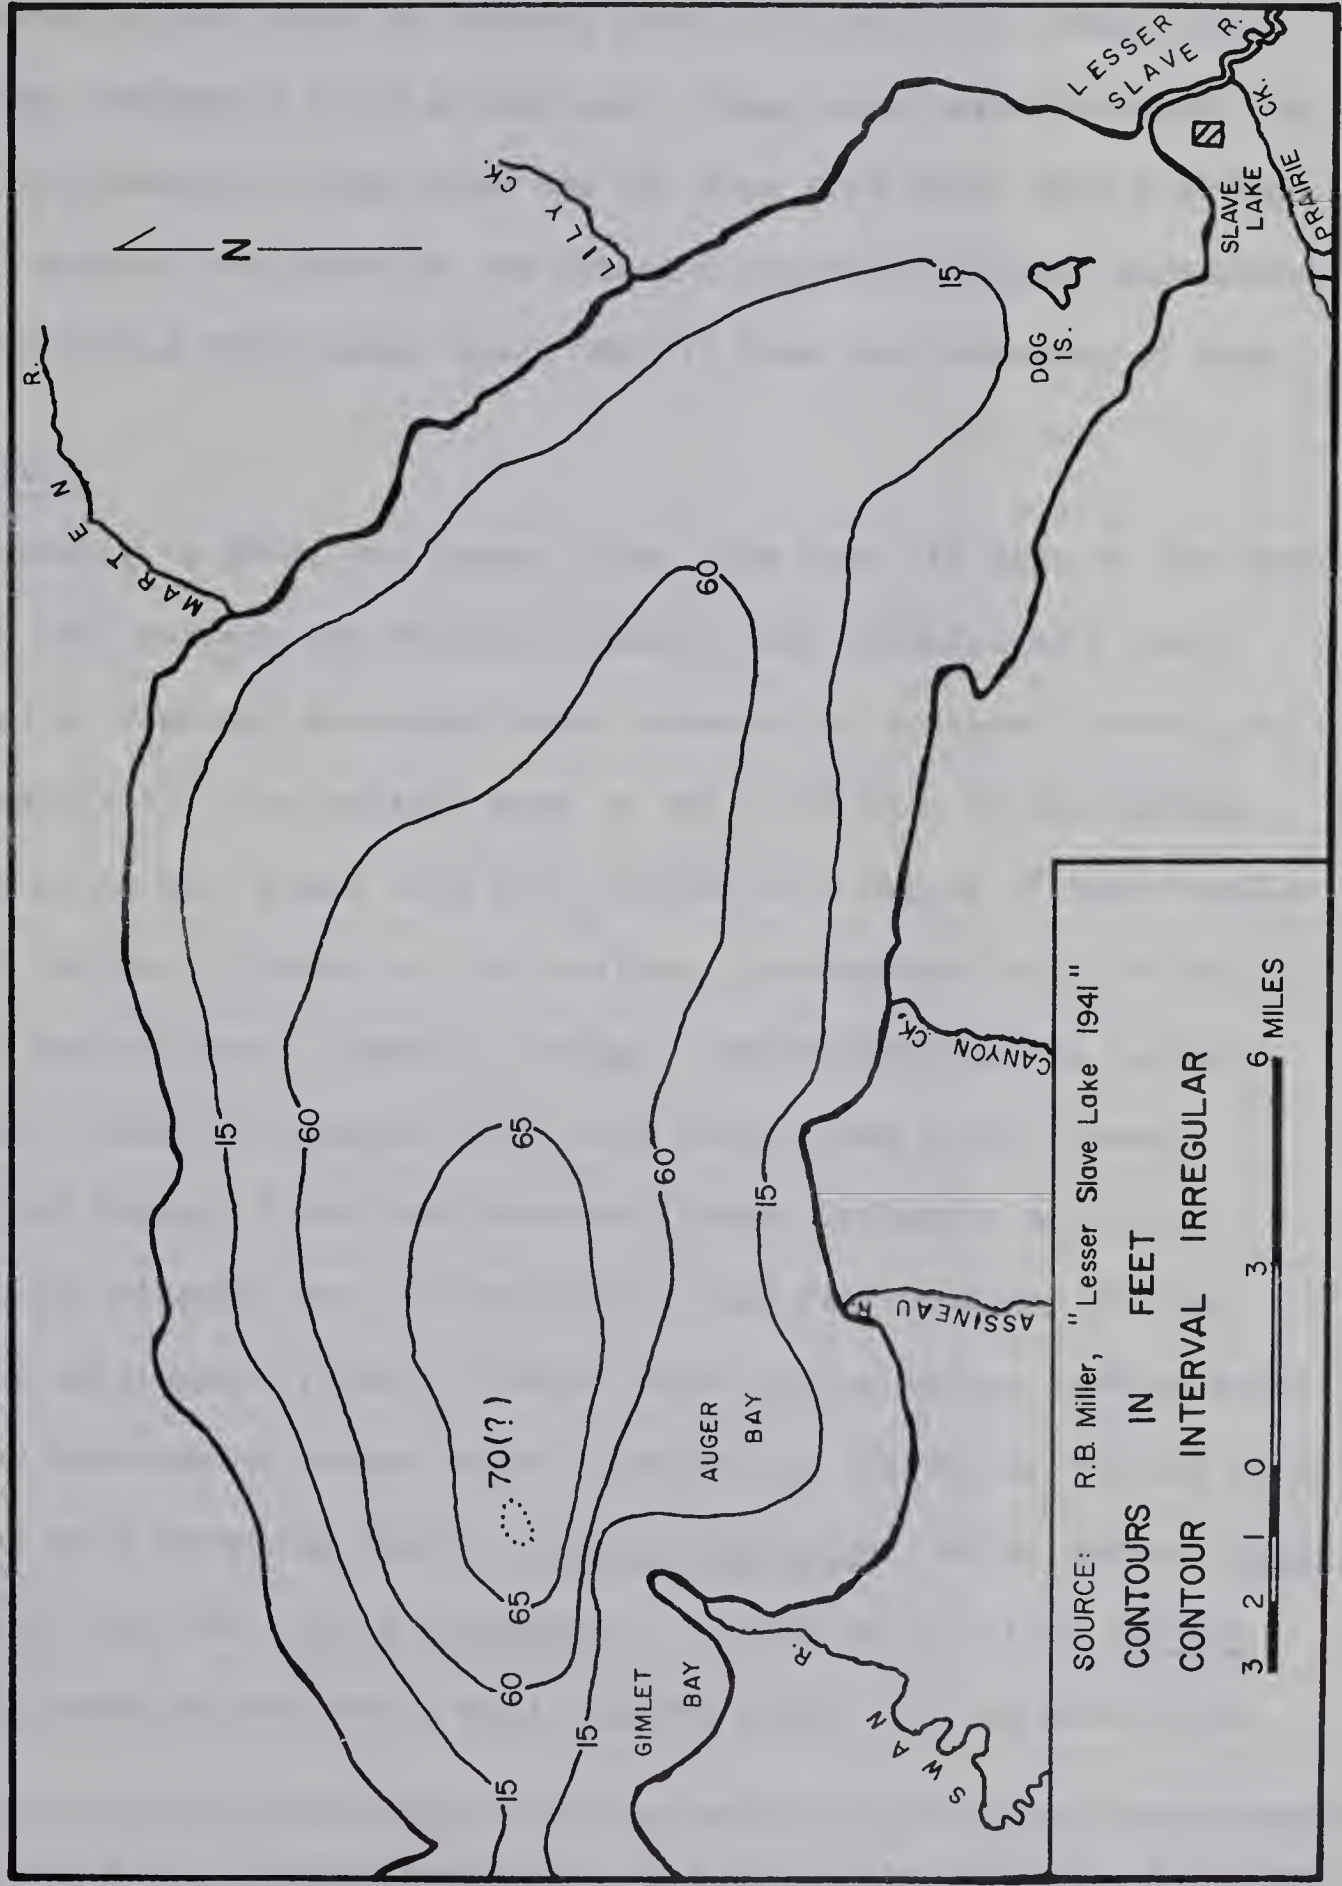 MARTEN R.
LILY CK.
N
LESSER
SLAVE R.
PRAIRIE CK.
SLAVE
LAKE
DOG
IS.
15
60
15
60
65
60
15
70(?)
65
60
15
15
AUGER
BAY
GIMLET
BAY
CANYON CK.
ASSINEAU R.
SWAN R.
SOURCE: R.B. Miller, "Lesser Slave Lake 1941"
CONTOURS IN FEET
CONTOUR INTERVAL IRREGULAR
3 2 1 0 3 6 MILES